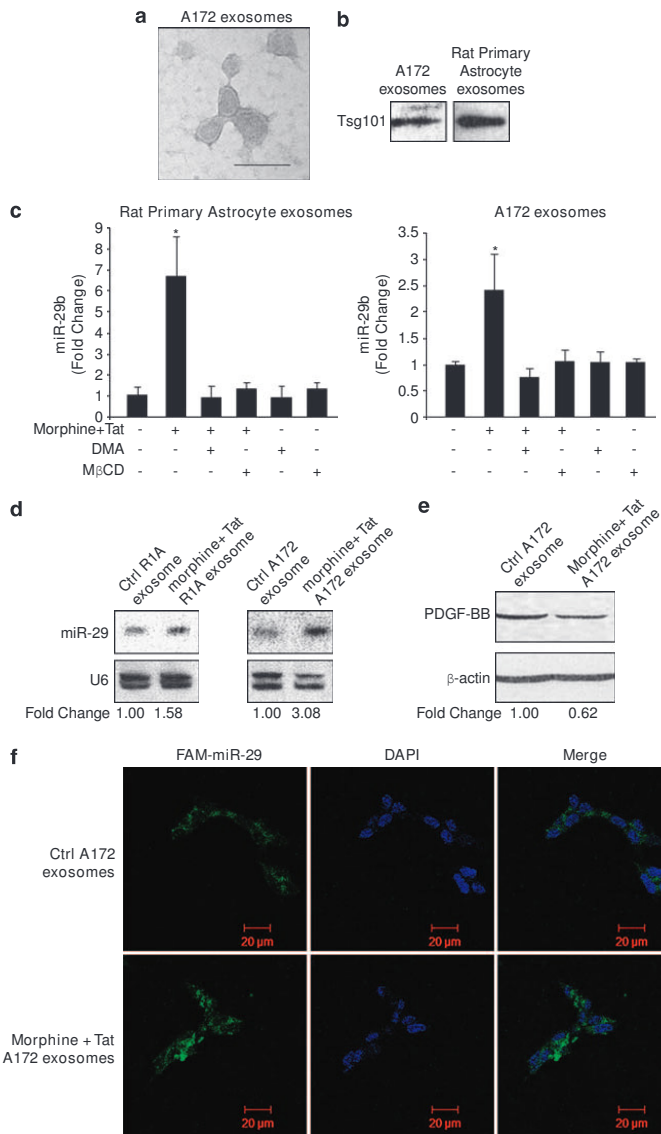 a
A172 exosomes
b
A172
exosomes
Rat Primary
Astrocyte
exosomes
Tsg101
c
Rat Primary Astrocyte exosomes
miR-29b
(Fold Change)
9
8
7
6
5
4
3
2
1
0
*
Morphine+Tat - + + + - -
DMA - - + - + -
MβCD - - - + - +
A172 exosomes
miR-29b
(Fold Change)
3.5
3
2.5
2
1.5
1
0.5
0
*
- + + + - -
- - + - + -
- - - + - +
d
Ctrl R1A
exosome
morphine+ Tat
R1A exosome
Ctrl A172
exosome
morphine+ Tat
A172 exosome
miR-29
U6
Fold Change 1.00 1.58 1.00 3.08
e
Ctrl A172
exosome
Morphine+ Tat
A172 exosome
PDGF-BB
β-actin
Fold Change 1.00 0.62
f
FAM-miR-29 DAPI Merge
Ctrl A172
exosomes
20 µm 20 µm 20 µm
Morphine + Tat
A172 exosomes
20 µm 20 µm 20 µm